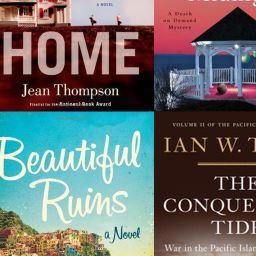 A NOVEL
HOME
Jean Thompson
Finalist for the National Book Award
A Death
on Demand
Mystery
Beautiful
Ruins
a Novel
VOLUME II OF THE PACIFIC
IAN W. T
THE
CONQUE
TIDE
War in the Pacific Islan